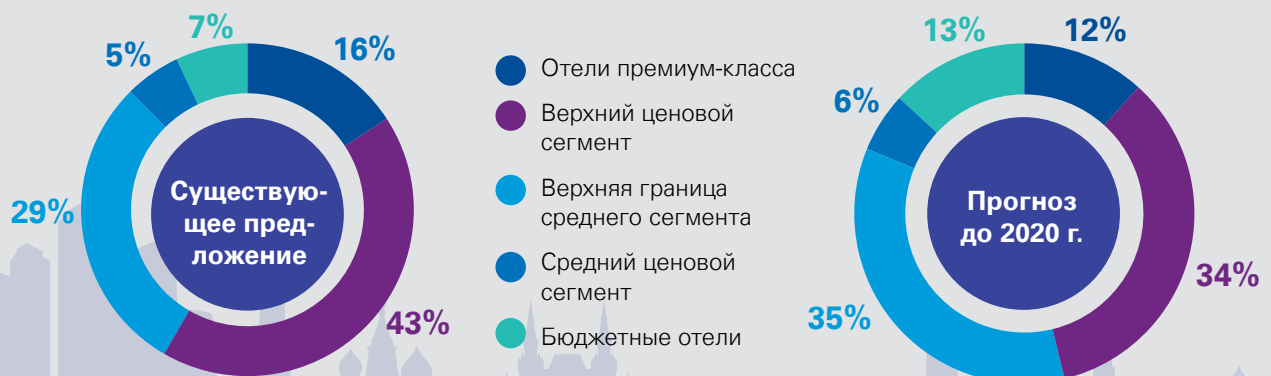 7%
5%
16%
29%
43%
Существую-
щее пред-
ложение
Отели премиум-класса
Верхний ценовой
сегмент
Верхняя граница
среднего сегмента
Средний ценовой
сегмент
Бюджетные отели
13%
12%
6%
35%
34%
Прогноз
до 2020 г.